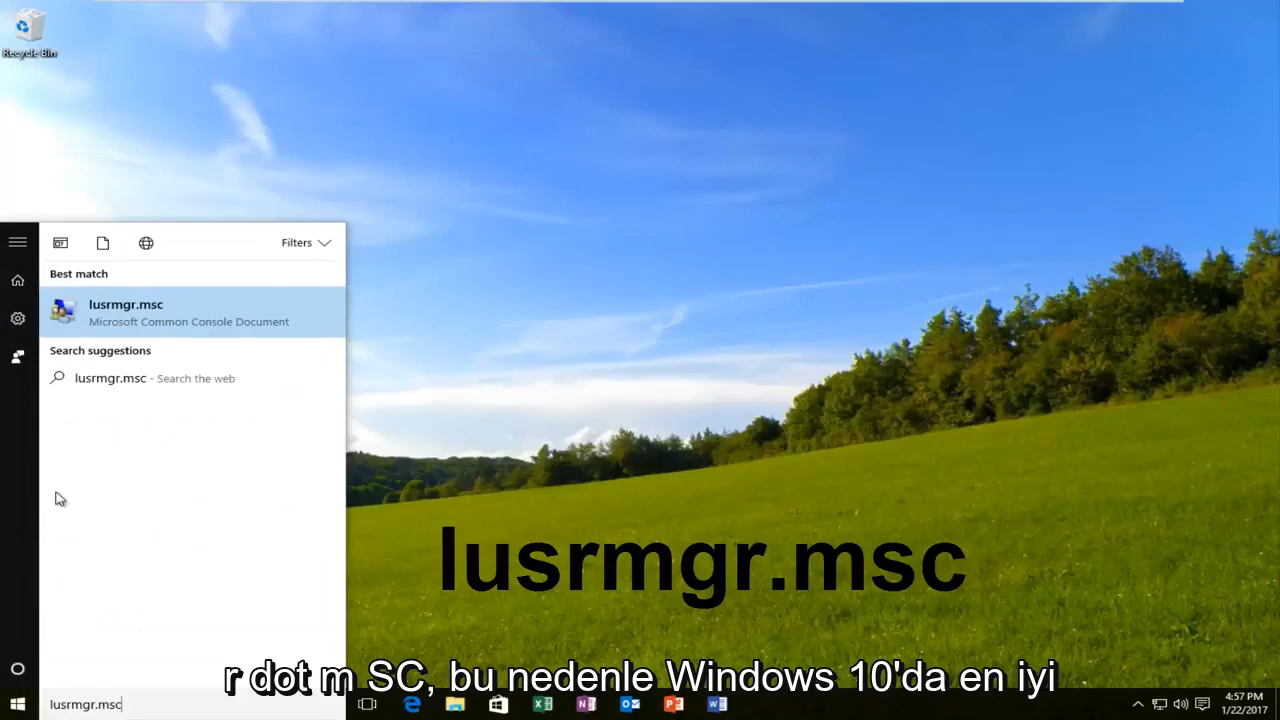 Recycle Bin
Filters
Best match
lusrmgr.msc
Microsoft Common Console Document
Search suggestions
lusrmgr.msc - Search the web
lusrmgr.msc
r dot m SC, bu nedenle Windows 10'da en iyi
lusrmgr.msc
4:57 PM
1/22/2017